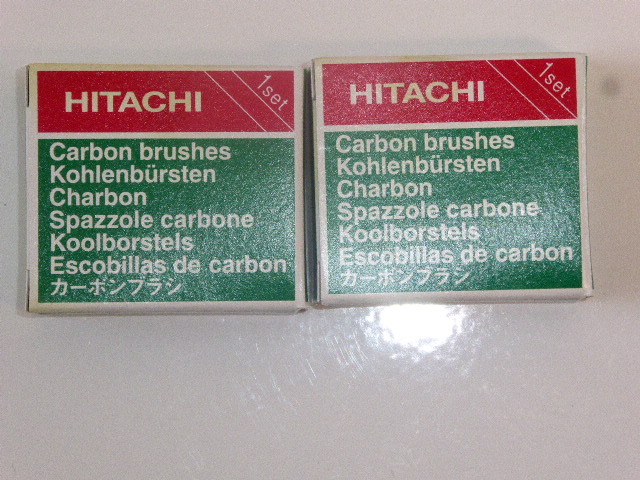 HITACHI
1set
Carbon brushes
Kohlenbürsten
Charbon
Spazzole carbone
Koolborstels
Escobillas de carbon
カーボンブラシ
HITACHI
1set
Carbon brushes
Kohlenbürsten
Charbon
Spazzole carbone
Koolborstels
Escobillas de carbon
カーボンブラシ